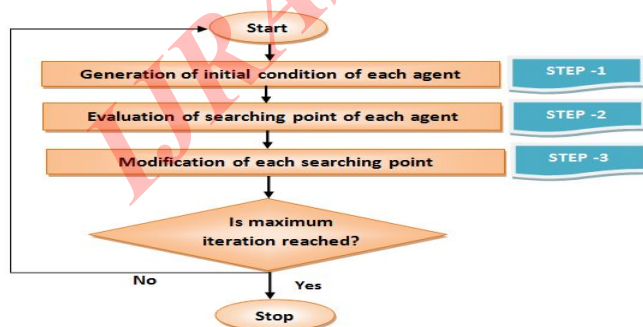 Start
Generation of initial condition of each agent
STEP -1
Evaluation of searching point of each agent
STEP -2
Modification of each searching point
STEP -3
Is maximum
iteration reached?
No
Yes
Stop